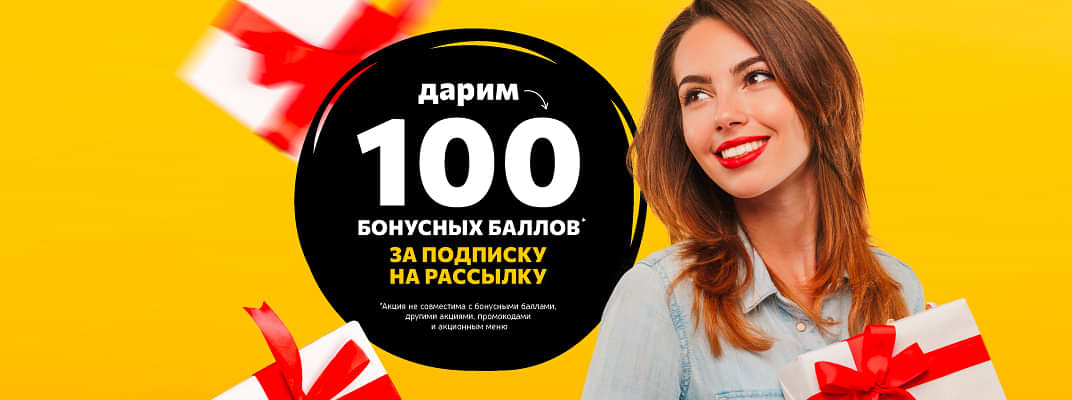 дарим
100
БОНУСНЫХ БАЛЛОВ*
ЗА ПОДПИСКУ
НА РАССЫЛКУ
*Акция не совместима с бонусными баллами,
другими акциями, промокодами
и акционным меню